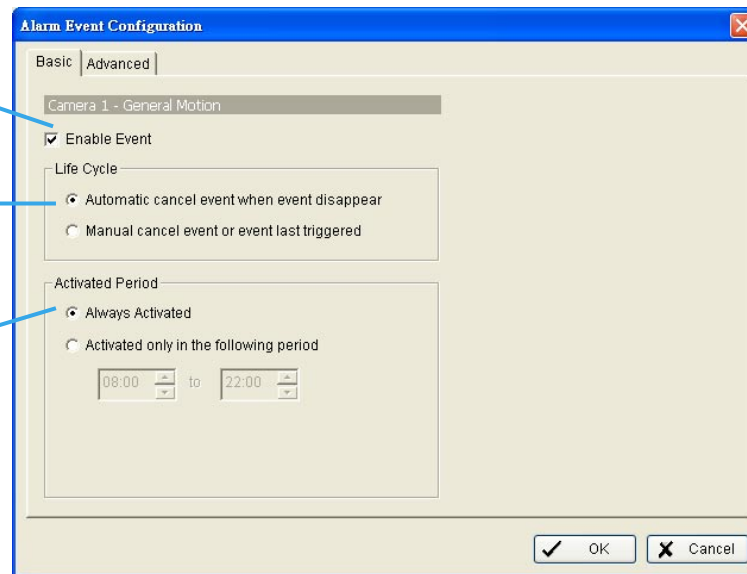 Alarm Event Configuration
Basic Advanced
Camera 1 - General Motion
Enable Event
Life Cycle
Automatic cancel event when event disappear
Manual cancel event or event last triggered
Activated Period
Always Activated
Activated only in the following period
08:00 to 22:00
OK Cancel